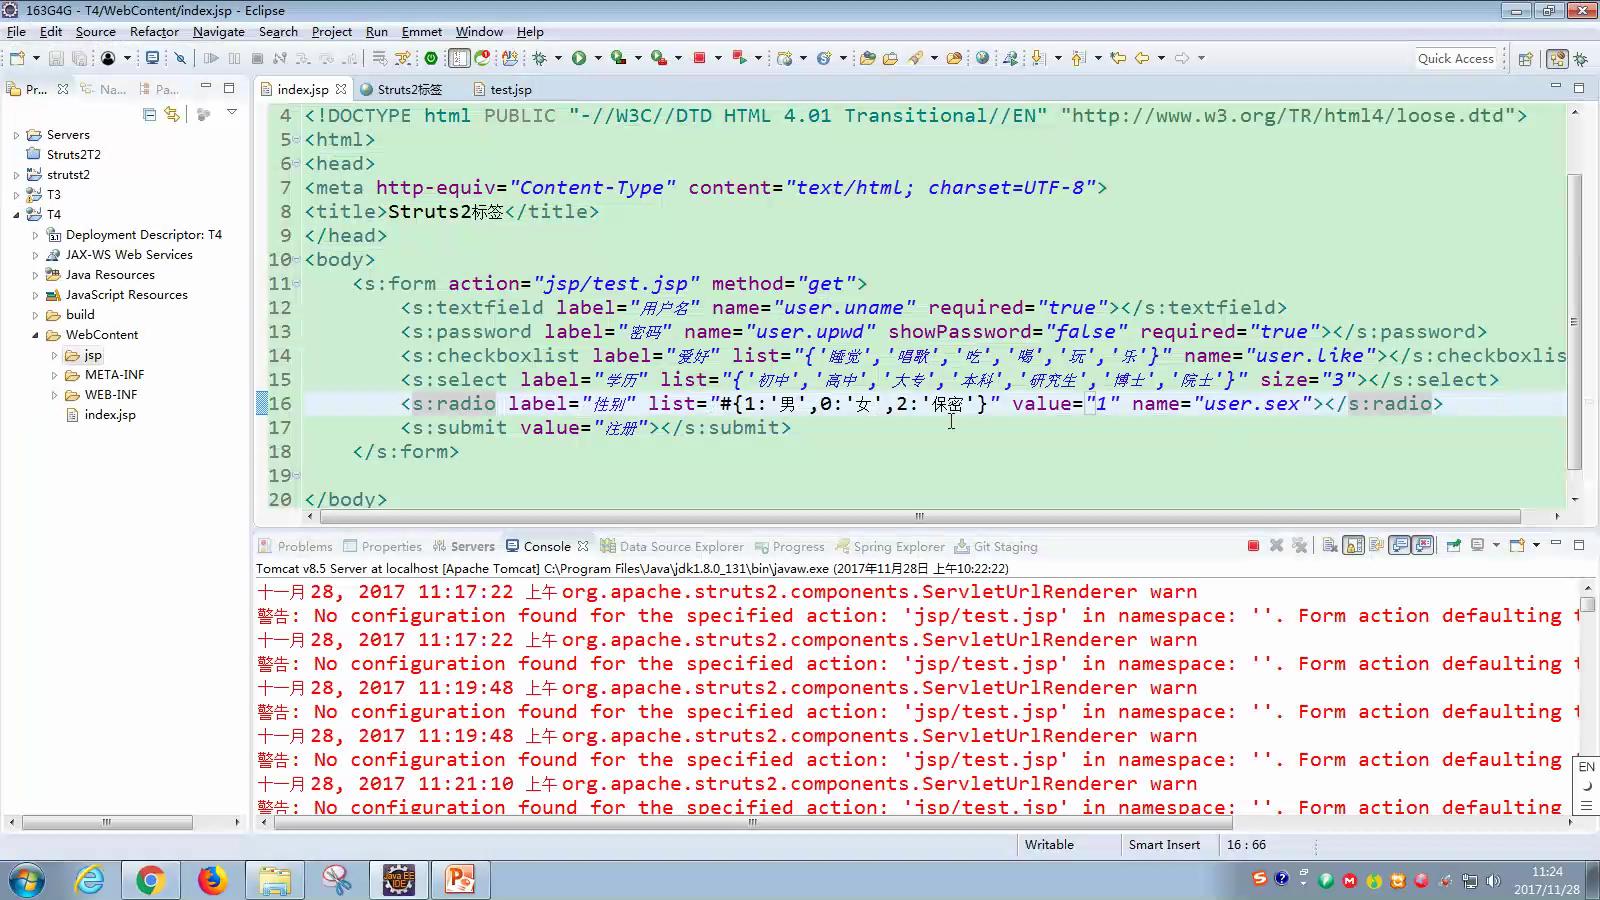 163G4G - T4/WebContent/index.jsp - Eclipse
File Edit Source Refactor Navigate Search Project Run Emmet Window Help
Quick Access
Pr... Na... Pa...
index.jsp Struts2标签 test.jsp
Servers
Struts2T2
strutst2
T3
T4
Deployment Descriptor: T4
JAX-WS Web Services
Java Resources
JavaScript Resources
build
WebContent
jsp
META-INF
WEB-INF
index.jsp
4 <!DOCTYPE html PUBLIC "-//W3C//DTD HTML 4.01 Transitional//EN" "http://www.w3.org/TR/html4/loose.dtd">
5 <html>
6 <head>
7 <meta http-equiv="Content-Type" content="text/html; charset=UTF-8">
8 <title>Struts2标签</title>
9 </head>
10 <body>
11 <s:form action="jsp/test.jsp" method="get">
12 <s:textfield label="用户名" name="user.uname" required="true"></s:textfield>
13 <s:password label="密码" name="user.upwd" showPassword="false" required="true"></s:password>
14 <s:checkboxlist label="爱好" list="{'睡觉','唱歌','吃','喝','玩','乐'}" name="user.like"></s:checkboxlis
15 <s:select label="学历" list="{'初中','高中','大专','本科','研究生','博士','院士'}" size="3"></s:select>
16 <s:radio label="性别" list="#{1:'男',0:'女',2:'保密'}" value="1" name="user.sex"></s:radio>
17 <s:submit value="注册"></s:submit>
18 </s:form>
19
20 </body>
Problems Properties Servers Console Data Source Explorer Progress Spring Explorer Git Staging
Tomcat v8.5 Server at localhost [Apache Tomcat] C:\Program Files\Java\jdk1.8.0_131\bin\javaw.exe (2017年11月28日 上午10:22:22)
十一月 28, 2017 11:17:22 上午 org.apache.struts2.components.ServletUrlRenderer warn
警告: No configuration found for the specified action: 'jsp/test.jsp' in namespace: ''. Form action defaulting t
十一月 28, 2017 11:17:22 上午 org.apache.struts2.components.ServletUrlRenderer warn
警告: No configuration found for the specified action: 'jsp/test.jsp' in namespace: ''. Form action defaulting t
十一月 28, 2017 11:19:48 上午 org.apache.struts2.components.ServletUrlRenderer warn
警告: No configuration found for the specified action: 'jsp/test.jsp' in namespace: ''. Form action defaulting t
十一月 28, 2017 11:19:48 上午 org.apache.struts2.components.ServletUrlRenderer warn
警告: No configuration found for the specified action: 'jsp/test.jsp' in namespace: ''. Form action defaulting t
十一月 28, 2017 11:21:10 上午 org.apache.struts2.components.ServletUrlRenderer warn
警告: No configuration found for the specified action: 'jsp/test.jsp' in namespace: ''. Form action defaulting t
EN
Writable Smart Insert 16 : 66
Java EE IDE
11:24
2017/11/28